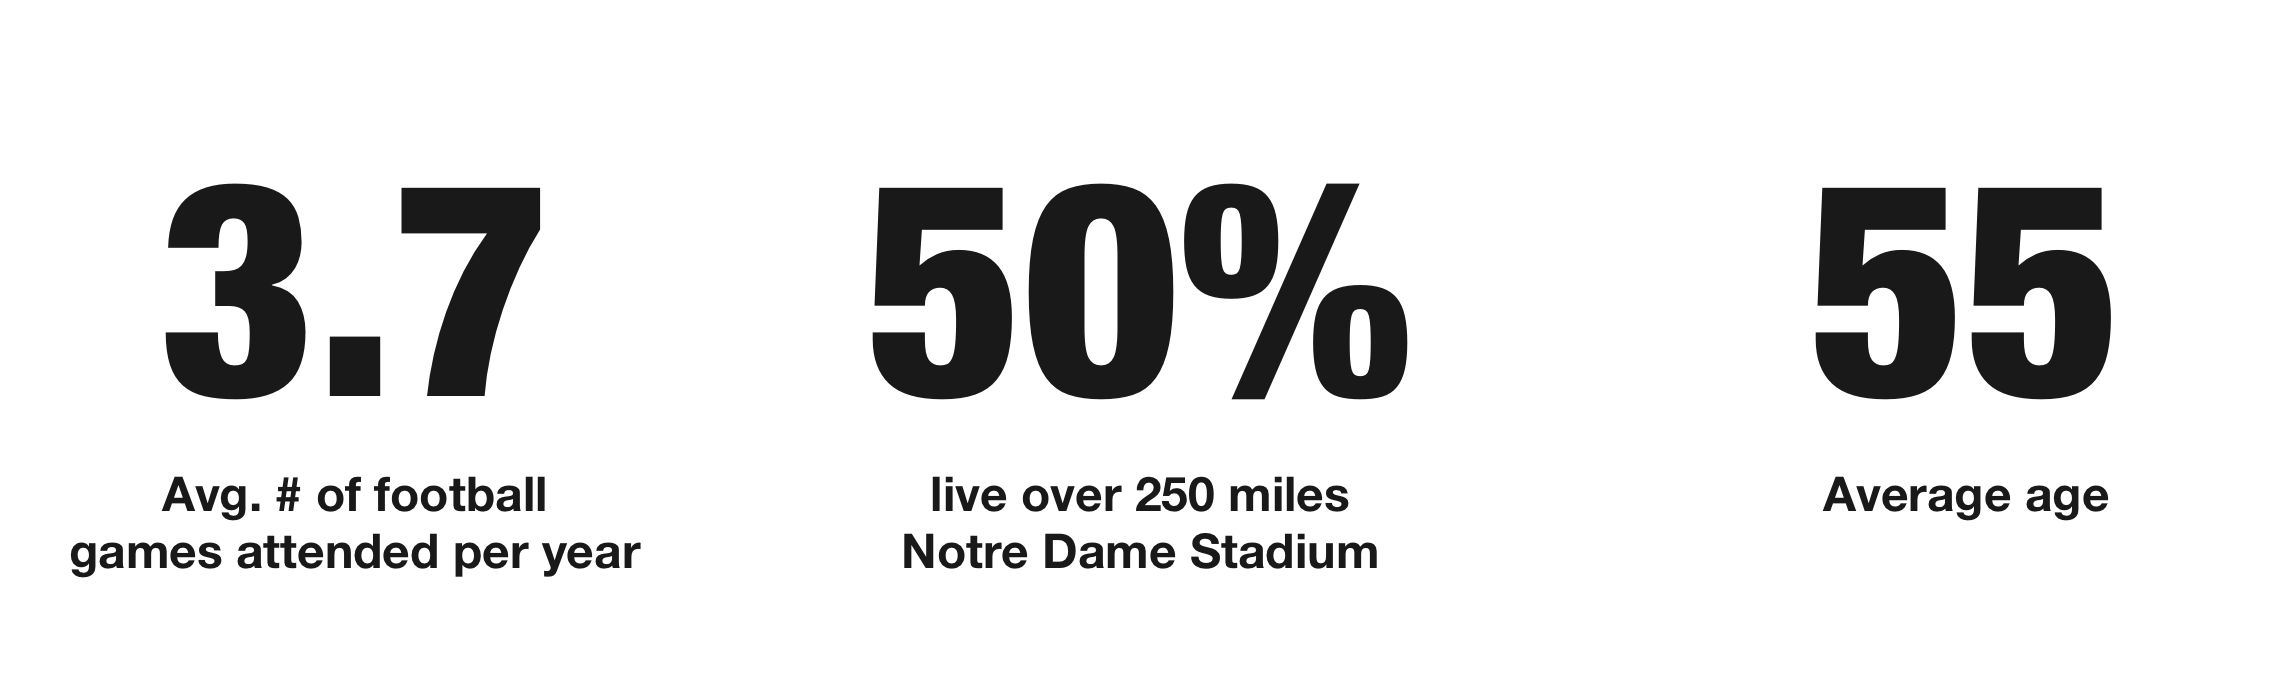 3.7
Avg. # of football
games attended per year
50%
live over 250 miles
Notre Dame Stadium
55
Average age